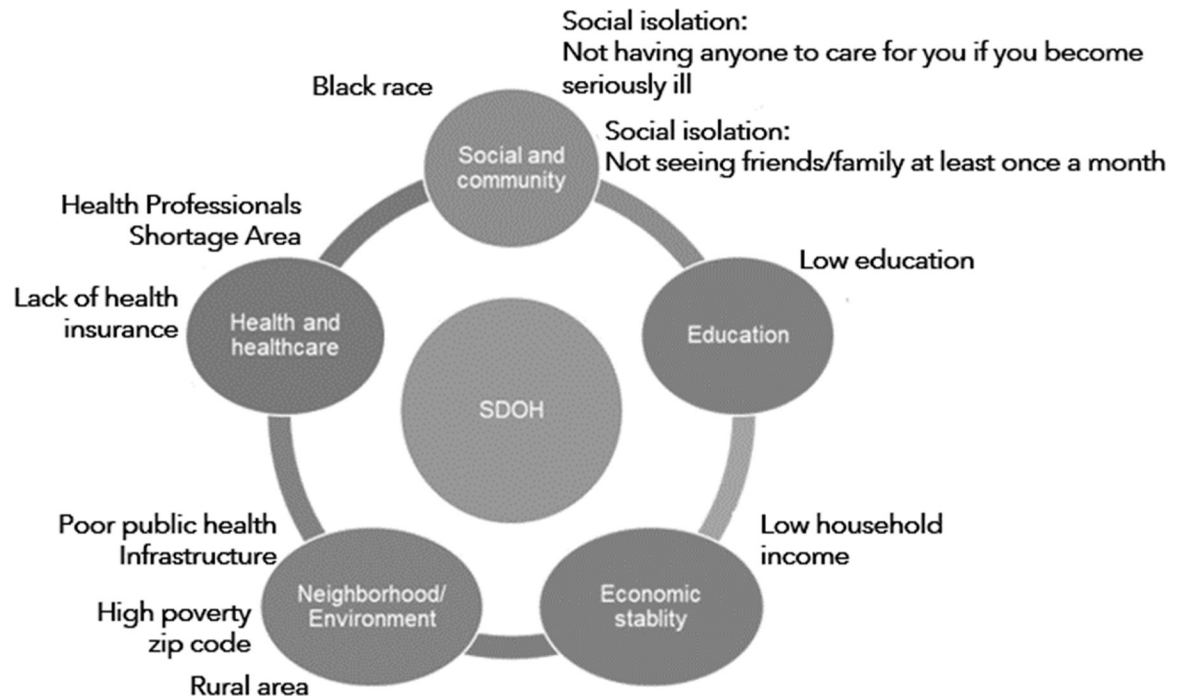 Social isolation:
Not having anyone to care for you if you become
seriously ill
Black race
Social and
community
Social isolation:
Not seeing friends/family at least once a month
Health Professionals
Shortage Area
Low education
Lack of health
insurance
Health and
healthcare
Education
SDOH
Poor public health
Infrastructure
Low household
income
Neighborhood/
Environment
Economic
stablity
High poverty
zip code
Rural area